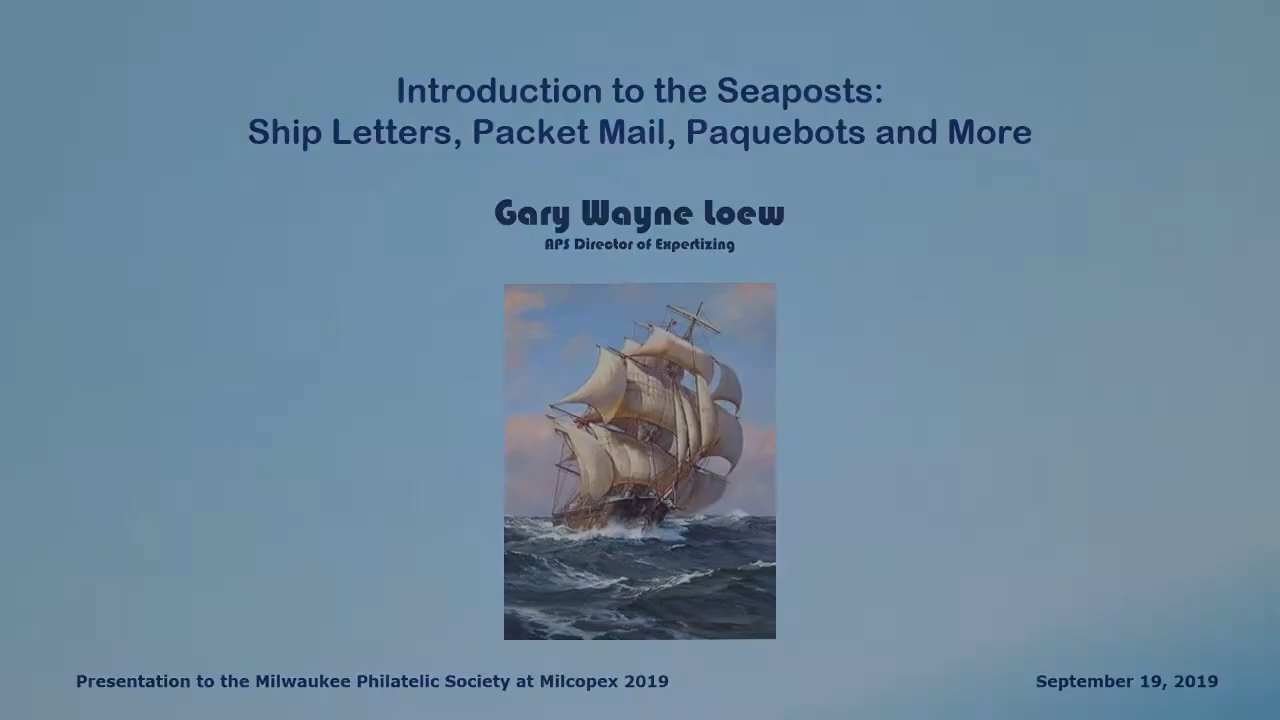 Introduction to the Seaposts:
Ship Letters, Packet Mail, Paquebots and More
Gary Wayne Loew
APS Director of Expertizing
Presentation to the Milwaukee Philatelic Society at Milcopex 2019
September 19, 2019